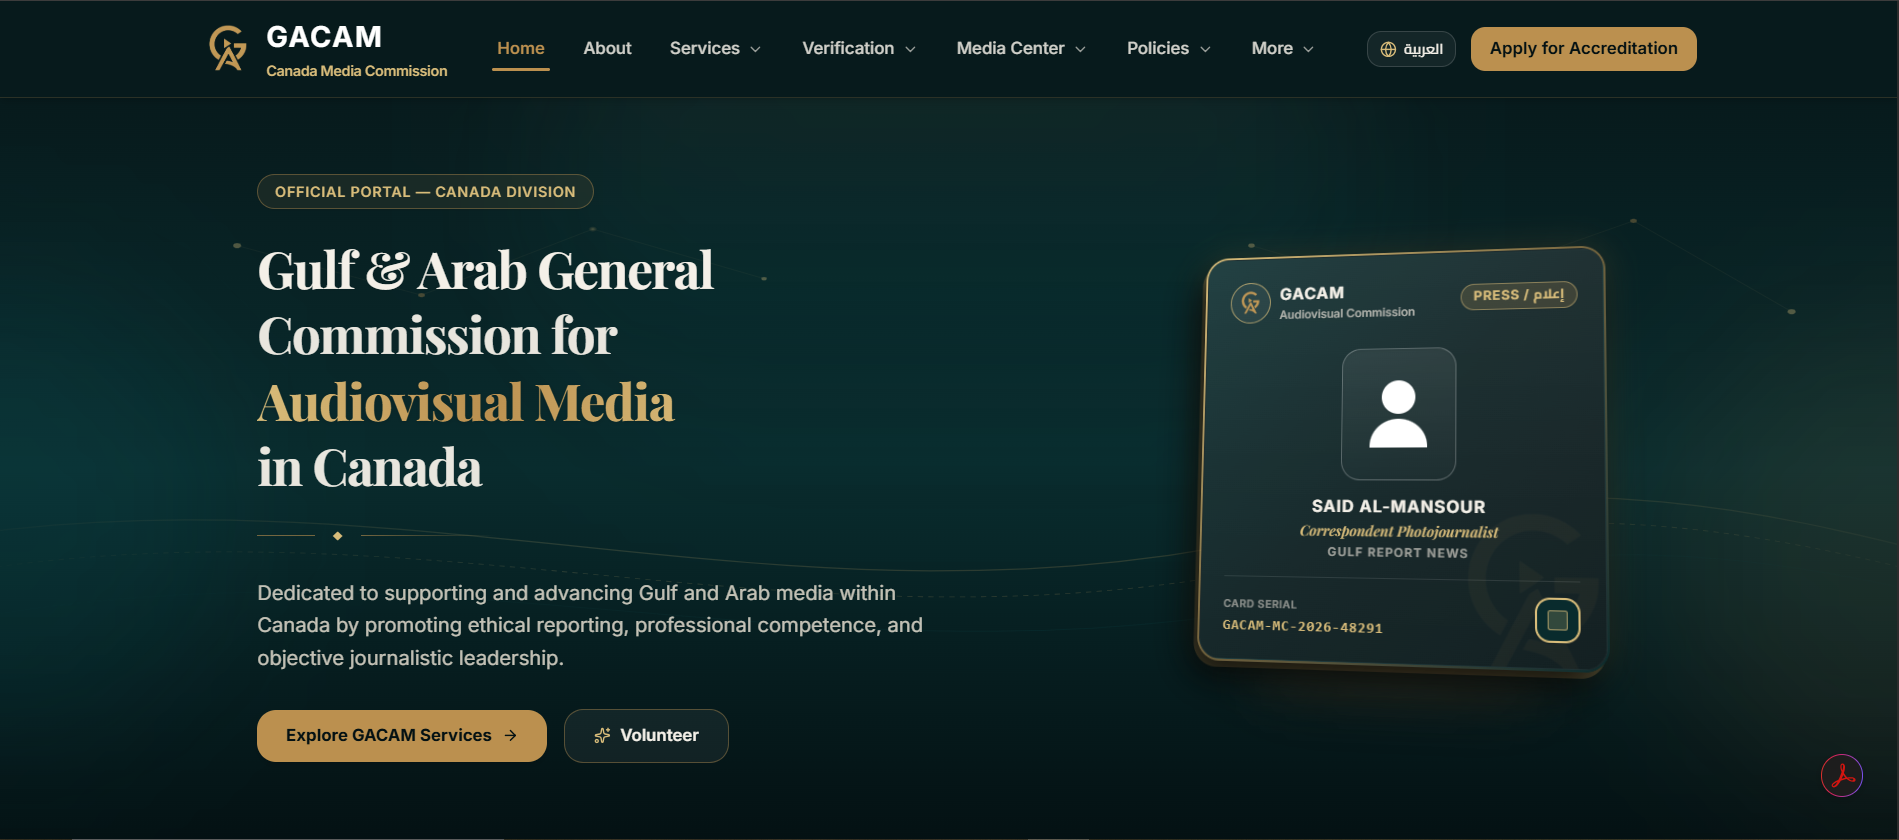 GACAM
Canada Media Commission
Home
About
Services
Verification
Media Center
Policies
More
العربية
Apply for Accreditation
OFFICIAL PORTAL — CANADA DIVISION
Gulf & Arab General
Commission for
Audiovisual Media
in Canada
Dedicated to supporting and advancing Gulf and Arab media within
Canada by promoting ethical reporting, professional competence, and
objective journalistic leadership.
Explore GACAM Services
Volunteer
GACAM
Audiovisual Commission
PRESS / إعلام
SAID AL-MANSOUR
Correspondent Photojournalist
GULF REPORT NEWS
CARD SERIAL
GACAM-MC-2026-48291